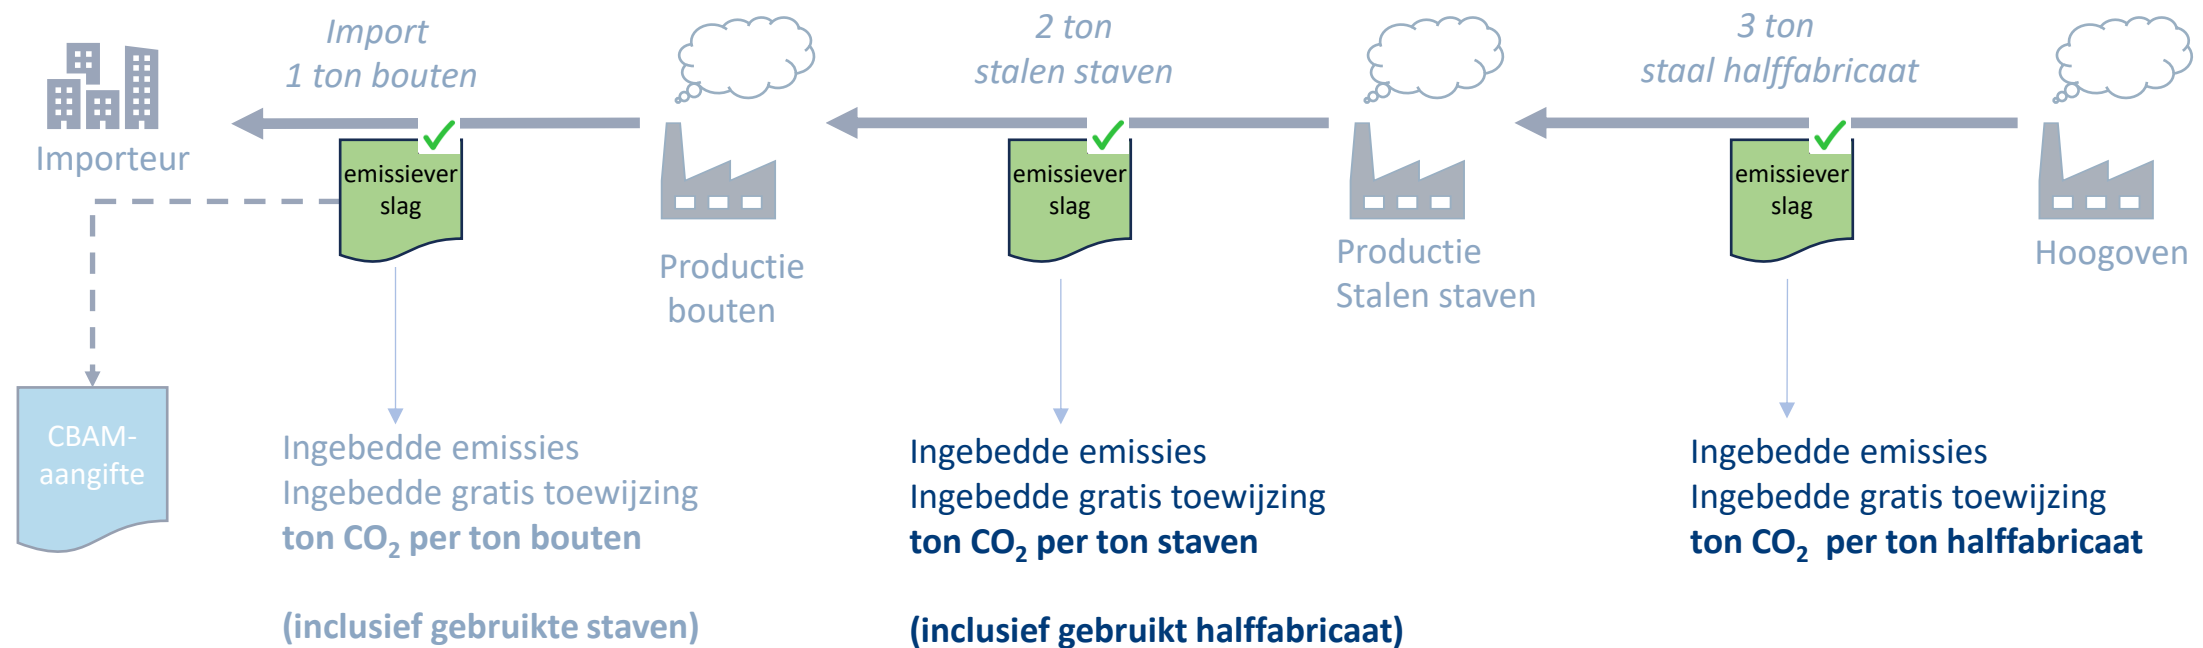 Import
1 ton bouten
2 ton
stalen staven
3 ton
staal halffabricaat
Importeur
emissiever
slag
emissiever
slag
emissiever
slag
Productie
bouten
Productie
Stalen staven
Hoogoven
CBAM-
aangifte
Ingebedde emissies
Ingebedde gratis toewijzing
ton CO₂ per ton bouten
(inclusief gebruikte staven)
Ingebedde emissies
Ingebedde gratis toewijzing
ton CO₂ per ton staven
(inclusief gebruikt halffabricaat)
Ingebedde emissies
Ingebedde gratis toewijzing
ton CO₂ per ton halffabricaat